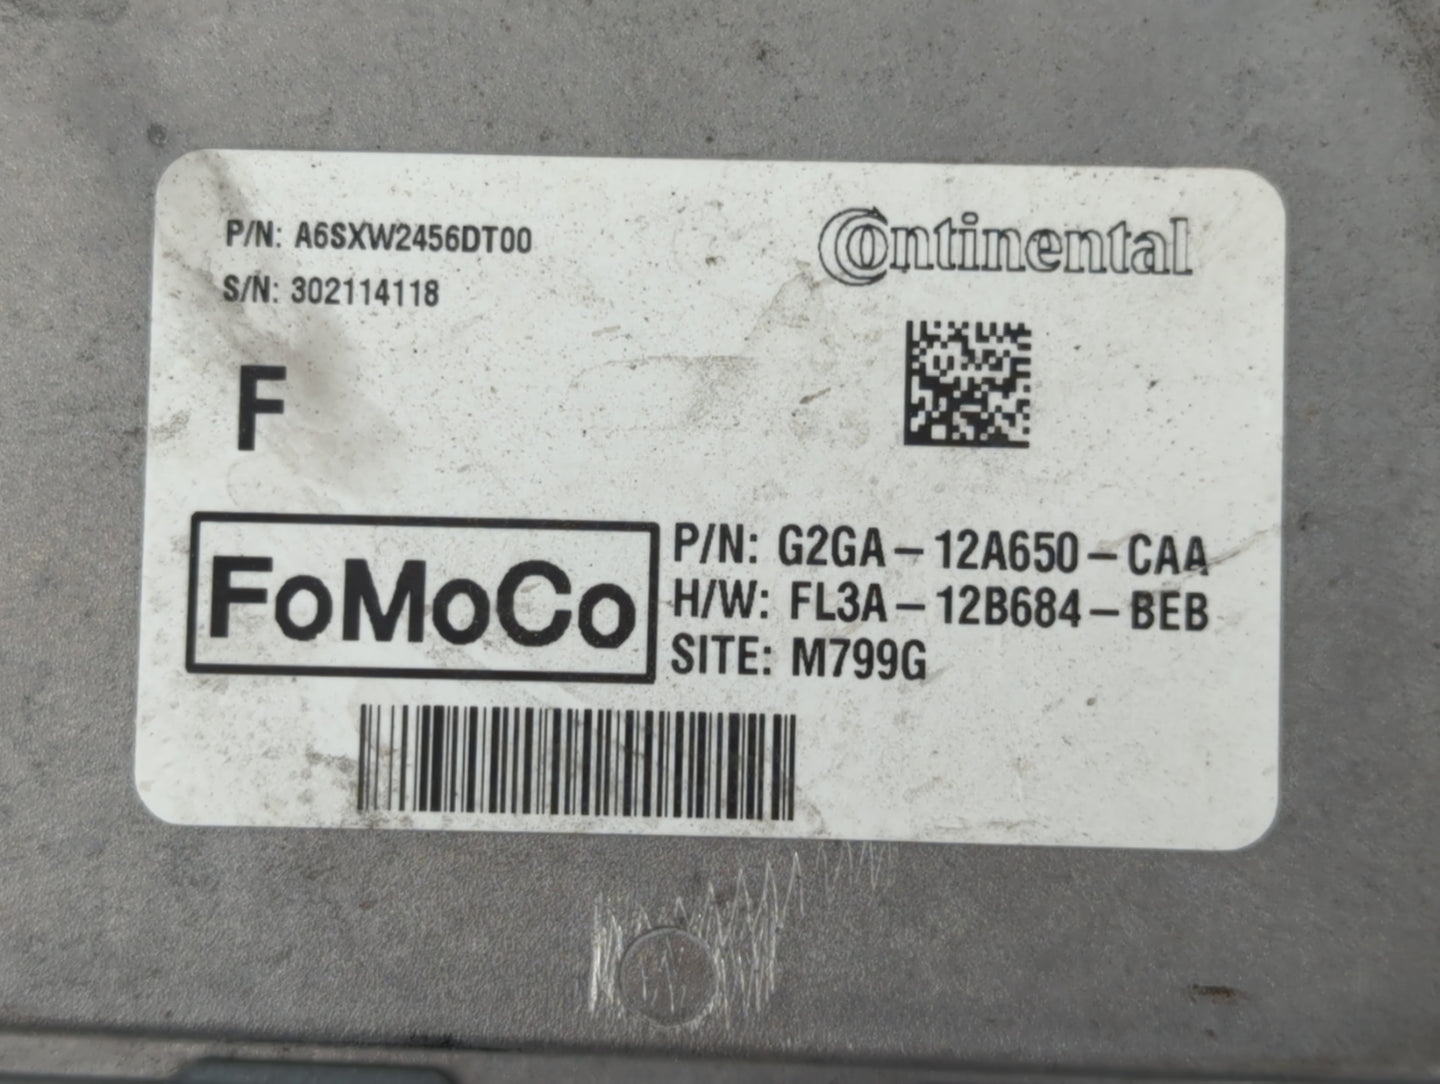 P/N: A6SXW2456DT00
S/N: 302114118
Continental
F
FoMoCo
P/N: G2GA-12A650-CAA
H/W: FL3A-12B684-BEB
SITE: M799G